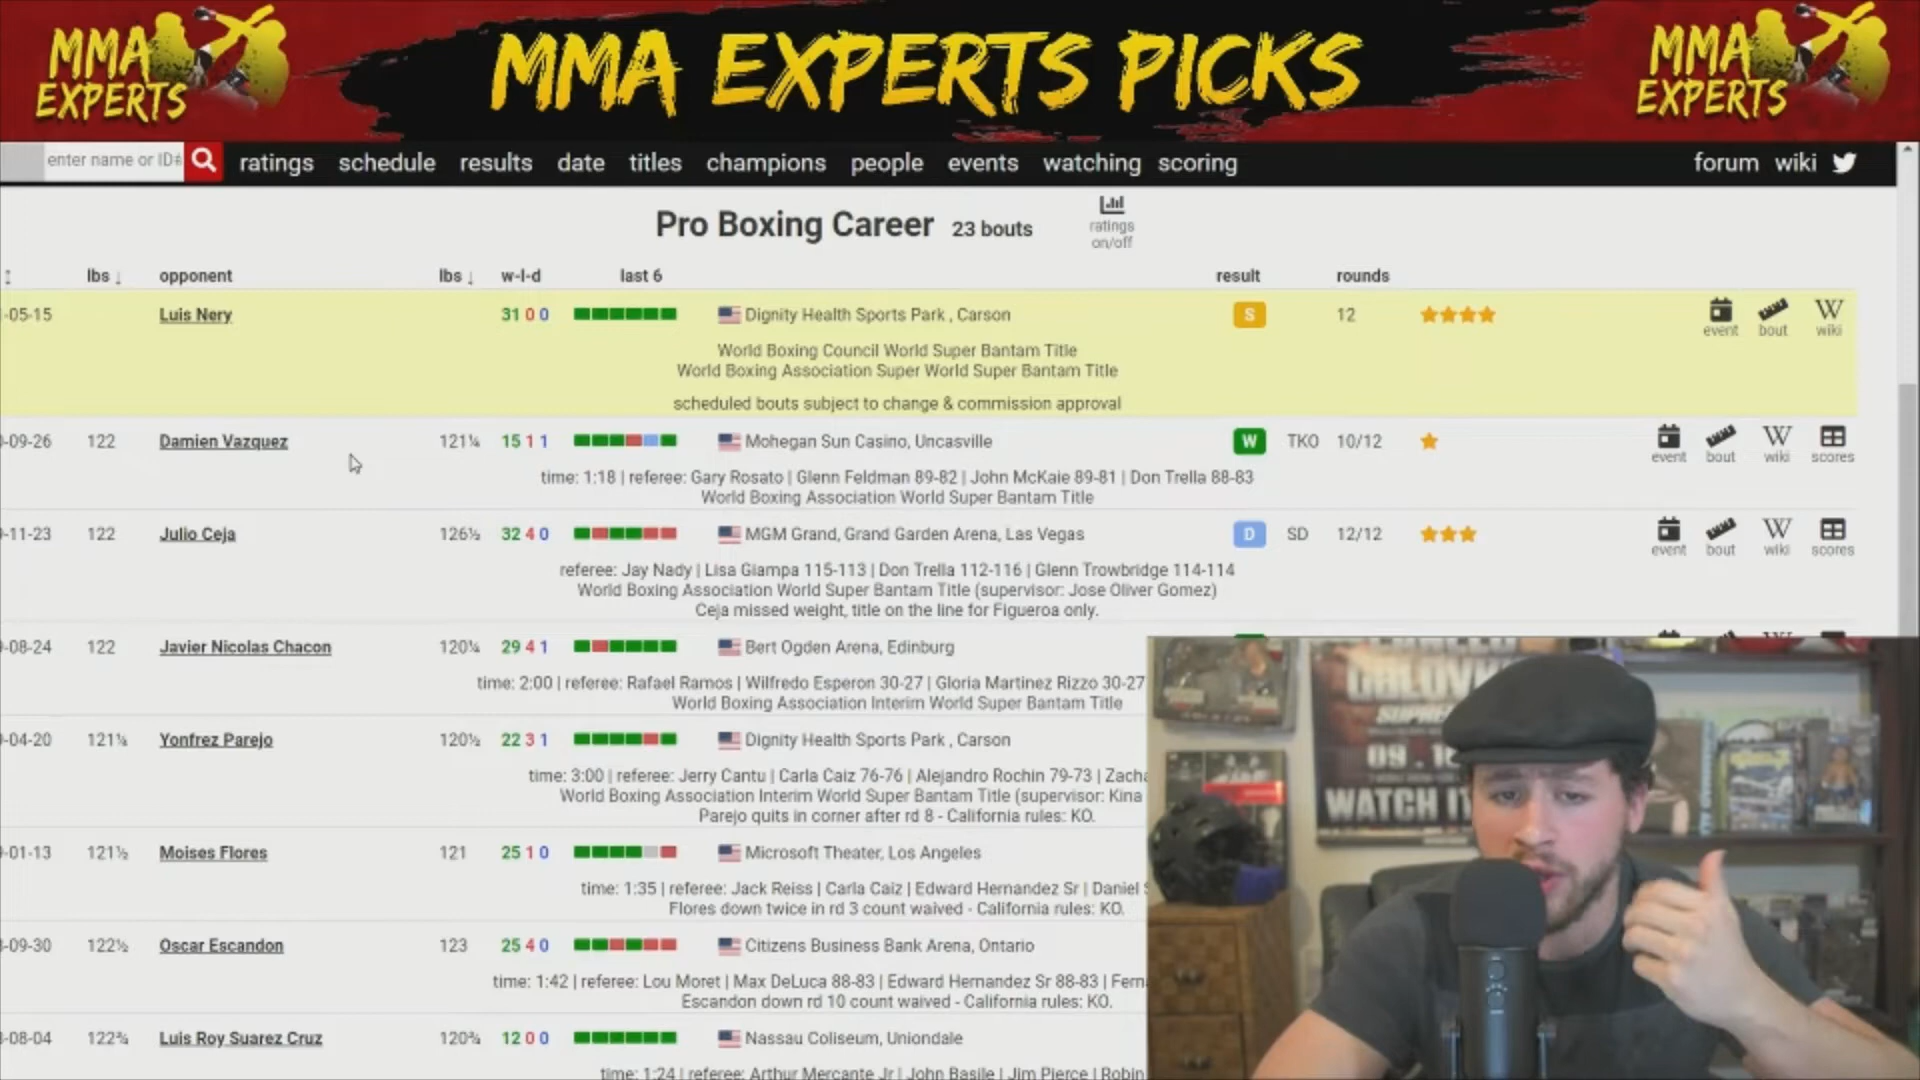 MMA EXPERTS
MMA EXPERTS PICKS
MMA EXPERTS
enter name or ID#
ratings schedule results date titles champions people events watching scoring forum wiki
Pro Boxing Career 23 bouts
ratings on/off
lbs opponent lbs w-l-d last 6 result rounds
-05-15 Luis Nery 31 0 0 Dignity Health Sports Park , Carson S 12 event bout wiki
World Boxing Council World Super Bantam Title
World Boxing Association Super World Super Bantam Title
scheduled bouts subject to change & commission approval
-09-26 122 Damien Vazquez 121¼ 15 1 1 Mohegan Sun Casino, Uncasville W TKO 10/12 event bout wiki scores
time: 1:18 | referee: Gary Rosato | Glenn Feldman 89-82 | John McKaie 89-81 | Don Trella 88-83
World Boxing Association World Super Bantam Title
-11-23 122 Julio Ceja 126½ 32 4 0 MGM Grand, Grand Garden Arena, Las Vegas D SD 12/12 event bout wiki scores
referee: Jay Nady | Lisa Giampa 115-113 | Don Trella 112-116 | Glenn Trowbridge 114-114
World Boxing Association World Super Bantam Title (supervisor: Jose Oliver Gomez)
Ceja missed weight, title on the line for Figueroa only.
-08-24 122 Javier Nicolas Chacon 120¼ 29 4 1 Bert Ogden Arena, Edinburg
time: 2:00 | referee: Rafael Ramos | Wilfredo Esperon 30-27 | Gloria Martinez Rizzo 30-27
World Boxing Association Interim World Super Bantam Title
-04-20 121¼ Yonfrez Parejo 120½ 22 3 1 Dignity Health Sports Park , Carson
time: 3:00 | referee: Jerry Cantu | Carla Caiz 76-76 | Alejandro Rochin 79-73 | Zacha
World Boxing Association Interim World Super Bantam Title (supervisor: Kina
Parejo quits in corner after rd 8 - California rules: KO.
-01-13 121½ Moises Flores 121 25 1 0 Microsoft Theater, Los Angeles
time: 1:35 | referee: Jack Reiss | Carla Caiz | Edward Hernandez Sr | Daniel
Flores down twice in rd 3 count waived - California rules: KO.
-09-30 122½ Oscar Escandon 123 25 4 0 Citizens Business Bank Arena, Ontario
time: 1:42 | referee: Lou Moret | Max DeLuca 88-83 | Edward Hernandez Sr 88-83 | Fern
Escandon down rd 10 count waived - California rules: KO.
-08-04 122¾ Luis Roy Suarez Cruz 120¾ 12 0 0 Nassau Coliseum, Uniondale
time: 1:24 | referee: Arthur Mercante Jr | John Basile | Jim Pierce | Robin
GOLOVK
SUPREM
09 . 16
WATCH IT